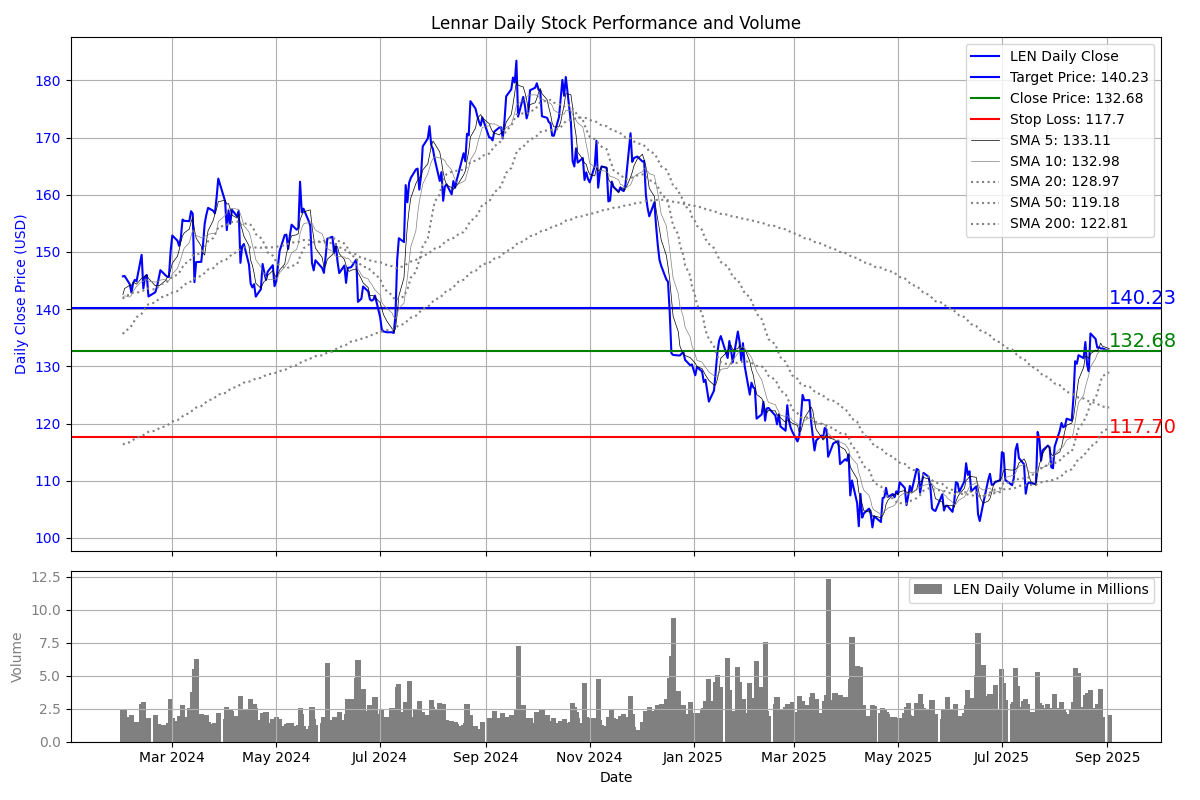 Lennar Daily Stock Performance and Volume
Daily Close Price (USD)
180
170
160
150
140
130
120
110
100
LEN Daily Close
Target Price: 140.23
Close Price: 132.68
Stop Loss: 117.7
SMA 5: 133.11
SMA 10: 132.98
SMA 20: 128.97
SMA 50: 119.18
SMA 200: 122.81
140.23
132.68
117.70
Volume
12.5
10.0
7.5
5.0
2.5
0.0
LEN Daily Volume in Millions
Mar 2024
May 2024
Jul 2024
Sep 2024
Nov 2024
Jan 2025
Mar 2025
May 2025
Jul 2025
Sep 2025
Date